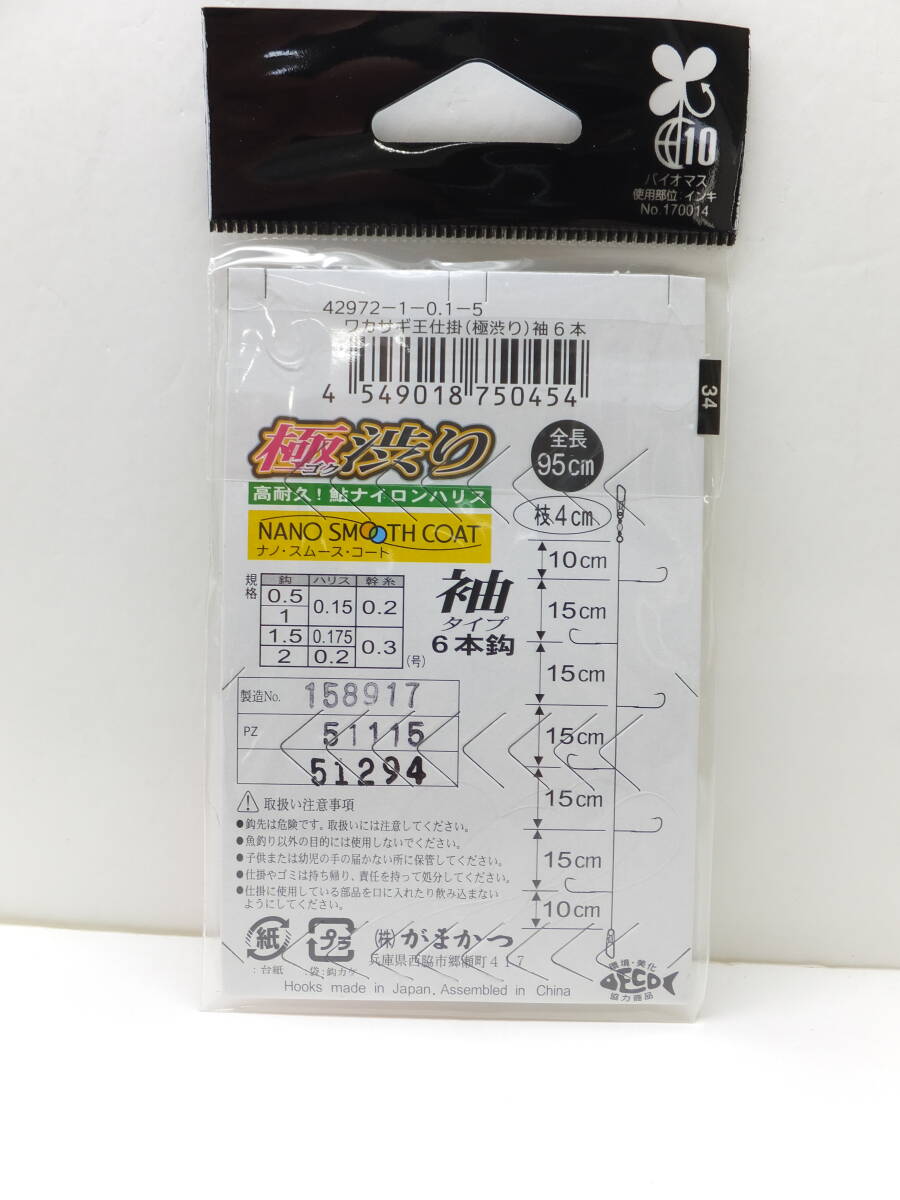 10
バイオマス
使用部位:インキ
No.170014
42972-1-0.1-5
ワカサギ王仕掛(極渋り)袖6本
4 549018 750454
34
極渋り
ゴク
高耐久!鮎ナイロンハリス
NANO SMOOTH COAT
ナノ・スムース・コート
全長
95cm
枝4cm
規格
鈎 ハリス 幹糸
0.5 0.15 0.2
1
1.5 0.175 0.3
2 0.2
(号)
袖
タイプ
6本鈎
10cm
15cm
15cm
15cm
15cm
15cm
10cm
製造No. 158917
PZ 51115
51294
取扱い注意事項
●鈎先は危険です。取扱いには注意してください。
●魚釣り以外の目的には使用しないでください。
●子供または幼児の手の届かない所に保管してください。
●仕掛やゴミは持ち帰り、責任を持って処分してください。
●仕掛に使用している部品を口に入れたり飲み込まない
ようにしてください。
紙
:台紙
プラ
:袋:鈎カケ
(株)がまかつ
兵庫県西脇市郷瀬町417
Hooks made in Japan. Assembled in China
環境・美化
ECO
協力商品